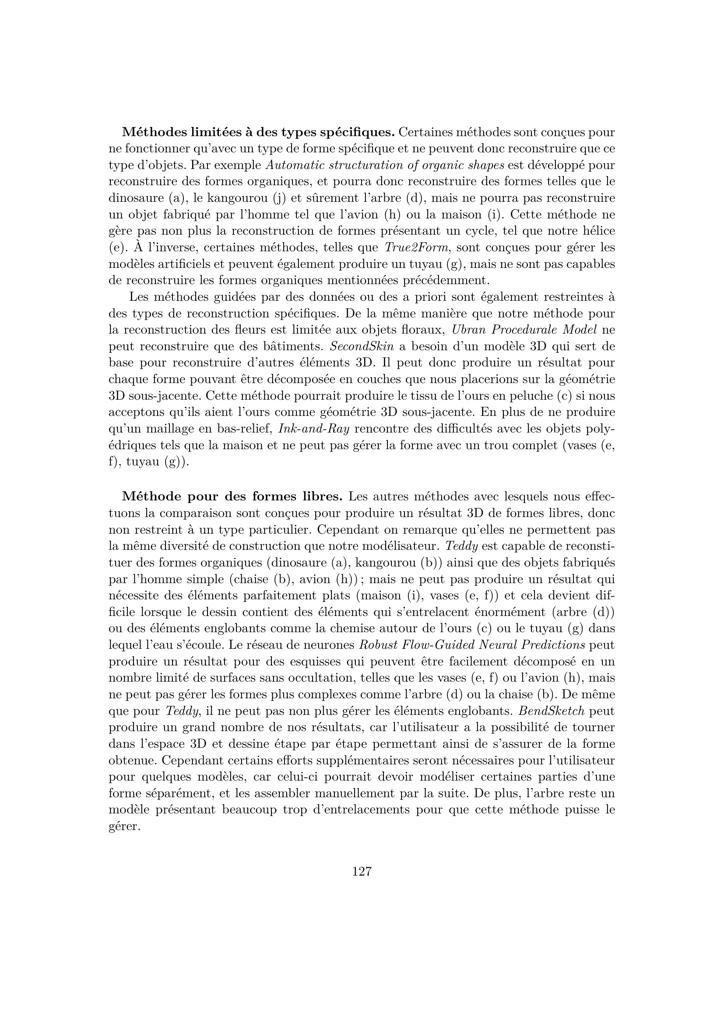 Méthodes limitées à des types spécifiques. Certaines méthodes sont conçues pour
ne fonctionner qu'avec un type de forme spécifique et ne peuvent donc reconstruire que ce
type d'objets. Par exemple Automatic structuration of organic shapes est développé pour
reconstruire des formes organiques, et pourra donc reconstruire des formes telles que le
dinosaure (a), le kangourou (j) et sûrement l'arbre (d), mais ne pourra pas reconstruire
un objet fabriqué par l'homme tel que l'avion (h) ou la maison (i). Cette méthode ne
gère pas non plus la reconstruction de formes présentant un cycle, tel que notre hélice
(e). À l'inverse, certaines méthodes, telles que True2Form, sont conçues pour gérer les
modèles artificiels et peuvent également produire un tuyau (g), mais ne sont pas capables
de reconstruire les formes organiques mentionnées précédemment.
Les méthodes guidées par des données ou des a priori sont également restreintes à
des types de reconstruction spécifiques. De la même manière que notre méthode pour
la reconstruction des fleurs est limitée aux objets floraux, Ubran Procedurale Model ne
peut reconstruire que des bâtiments. SecondSkin a besoin d'un modèle 3D qui sert de
base pour reconstruire d'autres éléments 3D. Il peut donc produire un résultat pour
chaque forme pouvant être décomposée en couches que nous placerions sur la géométrie
3D sous-jacente. Cette méthode pourrait produire le tissu de l'ours en peluche (c) si nous
acceptons qu'ils aient l'ours comme géométrie 3D sous-jacente. En plus de ne produire
qu'un maillage en bas-relief, Ink-and-Ray rencontre des difficultés avec les objets poly-
édriques tels que la maison et ne peut pas gérer la forme avec un trou complet (vases (e,
f), tuyau (g)).
Méthode pour des formes libres. Les autres méthodes avec lesquels nous effec-
tuons la comparaison sont conçues pour produire un résultat 3D de formes libres, donc
non restreint à un type particulier. Cependant on remarque qu'elles ne permettent pas
la même diversité de construction que notre modélisateur. Teddy est capable de reconsti-
tuer des formes organiques (dinosaure (a), kangourou (b)) ainsi que des objets fabriqués
par l'homme simple (chaise (b), avion (h)) ; mais ne peut pas produire un résultat qui
nécessite des éléments parfaitement plats (maison (i), vases (e, f)) et cela devient dif-
ficile lorsque le dessin contient des éléments qui s'entrelacent énormément (arbre (d))
ou des éléments englobants comme la chemise autour de l'ours (c) ou le tuyau (g) dans
lequel l'eau s'écoule. Le réseau de neurones Robust Flow-Guided Neural Predictions peut
produire un résultat pour des esquisses qui peuvent être facilement décomposé en un
nombre limité de surfaces sans occultation, telles que les vases (e, f) ou l'avion (h), mais
ne peut pas gérer les formes plus complexes comme l'arbre (d) ou la chaise (b). De même
que pour Teddy, il ne peut pas non plus gérer les éléments englobants. BendSketch peut
produire un grand nombre de nos résultats, car l'utilisateur a la possibilité de tourner
dans l'espace 3D et dessine étape par étape permettant ainsi de s'assurer de la forme
obtenue. Cependant certains efforts supplémentaires seront nécessaires pour l'utilisateur
pour quelques modèles, car celui-ci pourrait devoir modéliser certaines parties d'une
forme séparément, et les assembler manuellement par la suite. De plus, l'arbre reste un
modèle présentant beaucoup trop d'entrelacements pour que cette méthode puisse le
gérer.
127